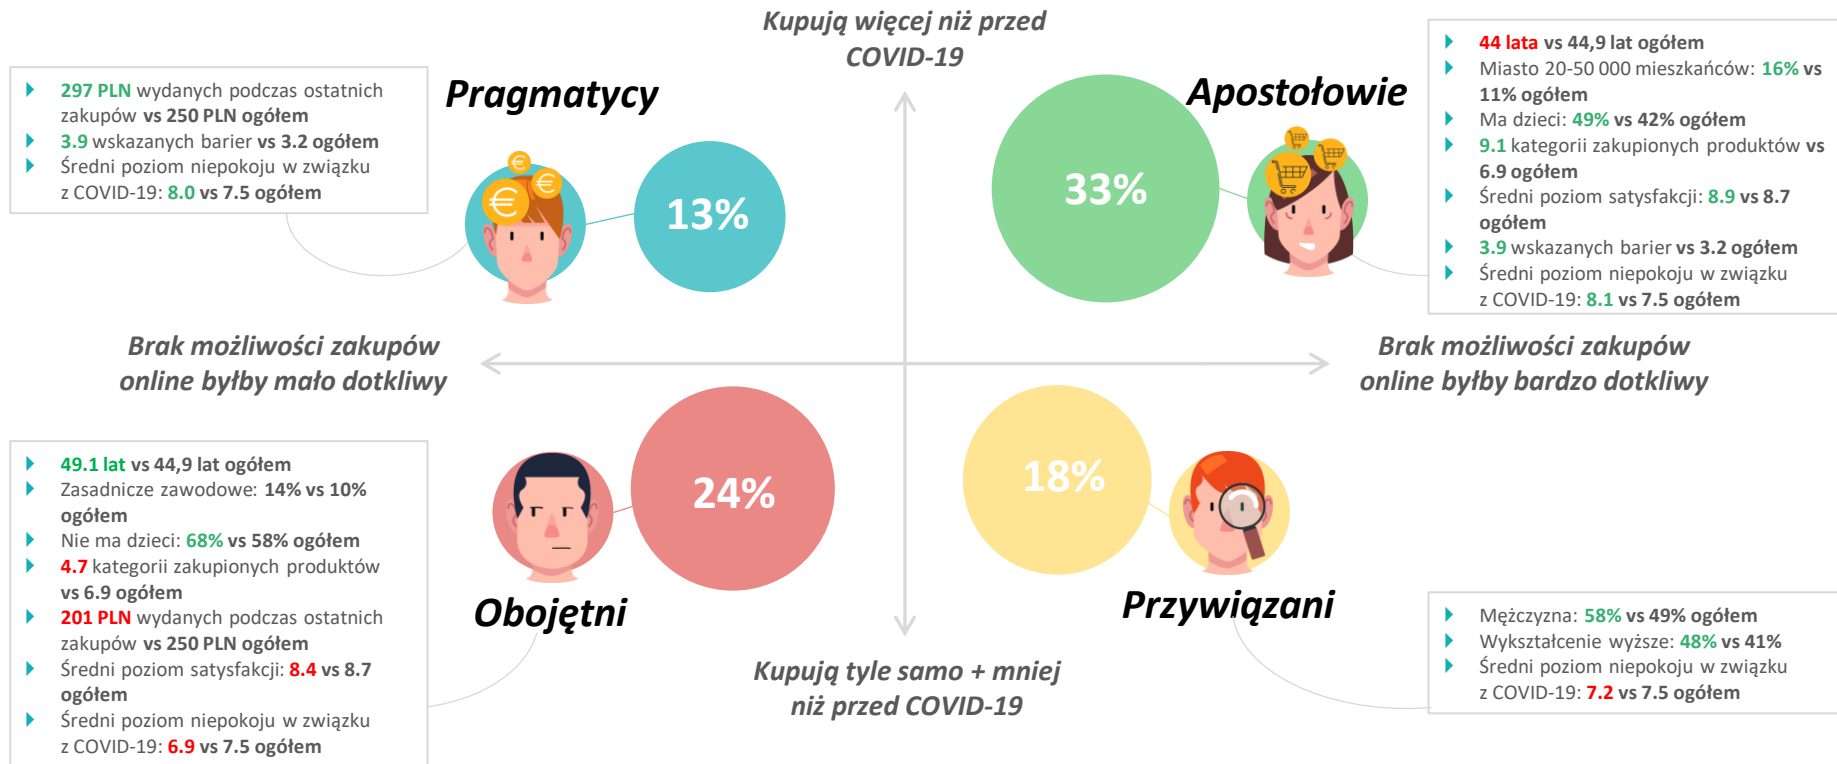 Kupują więcej niż przed
COVID-19
297 PLN wydanych podczas ostatnich
zakupów vs 250 PLN ogółem
3.9 wskazanych barier vs 3.2 ogółem
Średni poziom niepokoju w związku
z COVID-19: 8.0 vs 7.5 ogółem
Pragmatycy
13%
Apostołowie
33%
44 lata vs 44,9 lat ogółem
Miasto 20-50 000 mieszkańców: 16% vs
11% ogółem
Ma dzieci: 49% vs 42% ogółem
9.1 kategorii zakupionych produktów vs
6.9 ogółem
Średni poziom satysfakcji: 8.9 vs 8.7
ogółem
3.9 wskazanych barier vs 3.2 ogółem
Średni poziom niepokoju w związku
z COVID-19: 8.1 vs 7.5 ogółem
Brak możliwości zakupów
online byłby mało dotkliwy
Brak możliwości zakupów
online byłby bardzo dotkliwy
49.1 lat vs 44,9 lat ogółem
Zasadnicze zawodowe: 14% vs 10%
ogółem
Nie ma dzieci: 68% vs 58% ogółem
4.7 kategorii zakupionych produktów
vs 6.9 ogółem
201 PLN wydanych podczas ostatnich
zakupów vs 250 PLN ogółem
Średni poziom satysfakcji: 8.4 vs 8.7
ogółem
Średni poziom niepokoju w związku
z COVID-19: 6.9 vs 7.5 ogółem
24%
Obojętni
18%
Przywiązani
Mężczyzna: 58% vs 49% ogółem
Wykształcenie wyższe: 48% vs 41%
Średni poziom niepokoju w związku
z COVID-19: 7.2 vs 7.5 ogółem
Kupują tyle samo + mniej
niż przed COVID-19